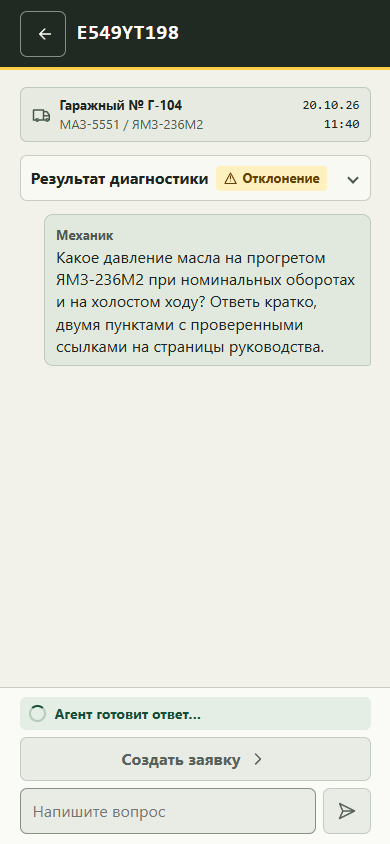 E549YT198
Гаражный № Г-104
20.10.26
МАЗ-5551 / ЯМЗ-236М2
11:40
Результат диагностики
Отклонение
Механик
Какое давление масла на прогретом
ЯМЗ-236М2 при номинальных оборотах
и на холостом ходу? Ответь кратко,
двумя пунктами с проверенными
ссылками на страницы руководства.
Агент готовит ответ...
Создать заявку
Напишите вопрос